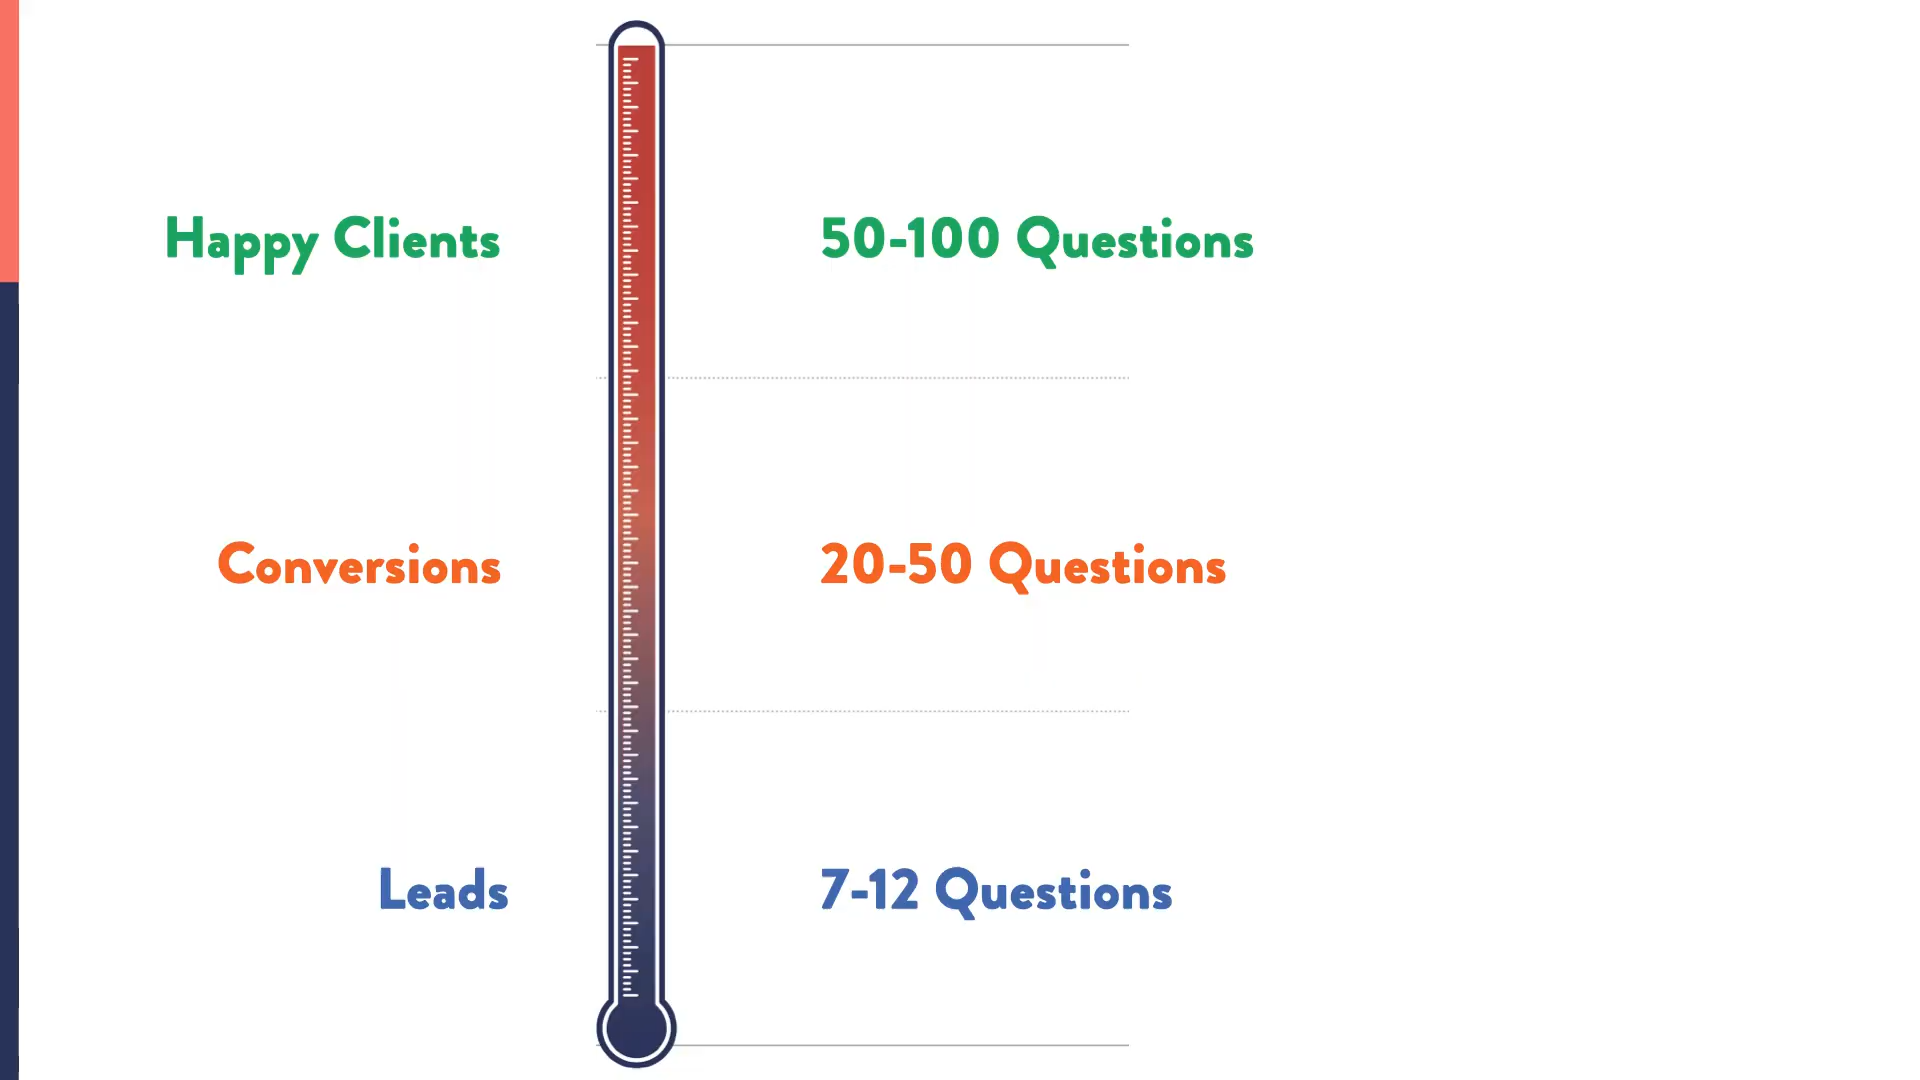 Happy Clients
50-100 Questions
Conversions
20-50 Questions
Leads
7-12 Questions